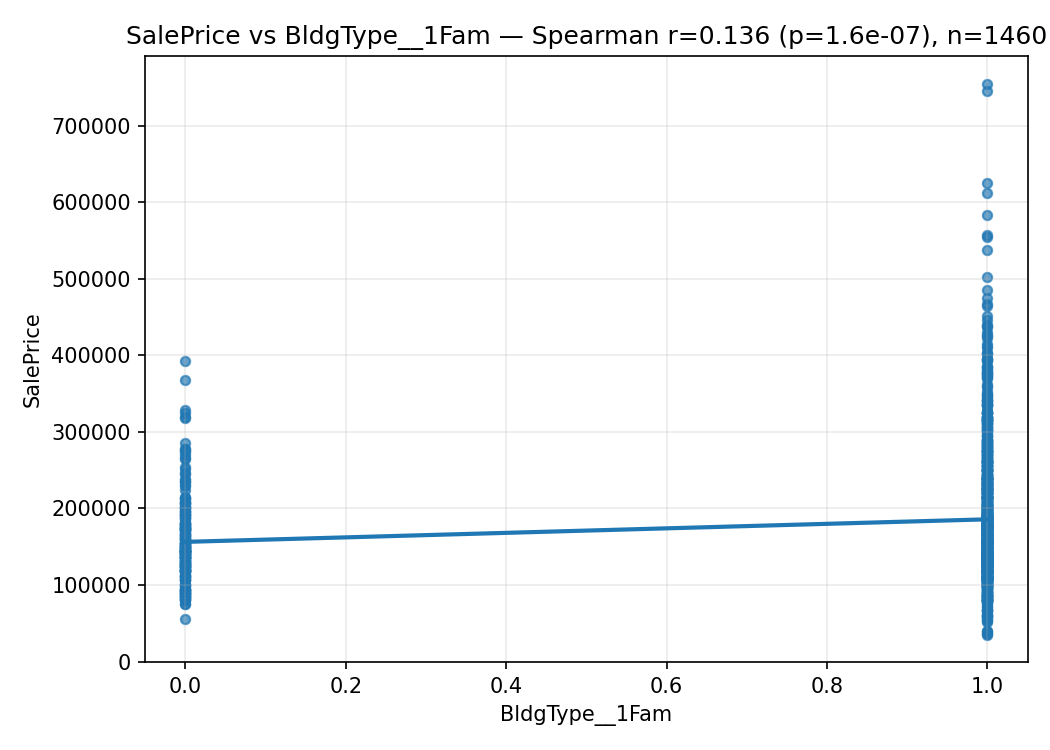 SalePrice vs BldgType__1Fam — Spearman r=0.136 (p=1.6e-07), n=1460
700000
600000
500000
400000
300000
200000
100000
0
SalePrice
0.0 0.2 0.4 0.6 0.8 1.0
BldgType__1Fam